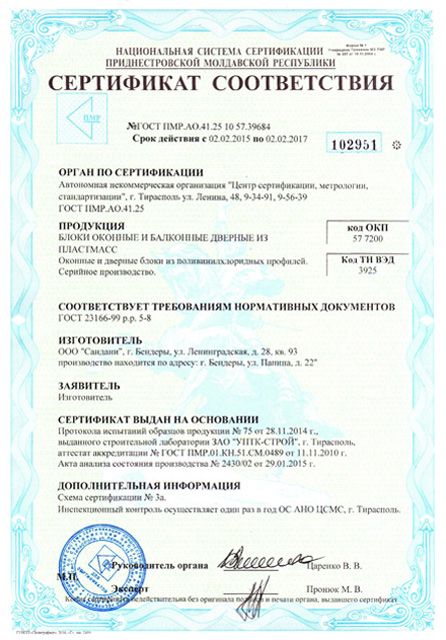 НАЦИОНАЛЬНАЯ СИСТЕМА СЕРТИФИКАЦИИ
ПРИДНЕСТРОВСКОЙ МОЛДАВСКОЙ РЕСПУБЛИКИ
СЕРТИФИКАТ СООТВЕТСТВИЯ
ПМР
№ГОСТ ПМР.АО.41.25 10 57.39684
Срок действия с 02.02.2015 по 02.02.2017
102951
ОРГАН ПО СЕРТИФИКАЦИИ
Автономная некоммерческая организация "Центр сертификации, метрологии,
стандартизации", г. Тирасполь ул. Ленина, 48, 9-34-91, 9-56-39
ГОСТ ПМР.АО.41.25
ПРОДУКЦИЯ
БЛОКИ ОКОННЫЕ И БАЛКОННЫЕ ДВЕРНЫЕ ИЗ
ПЛАСТМАСС
Оконные и дверные блоки из поливинилхлоридных профилей.
Серийное производство.
код ОКП
57 7200
Код ТН ВЭД
3925
СООТВЕТСТВУЕТ ТРЕБОВАНИЯМ НОРМАТИВНЫХ ДОКУМЕНТОВ
ГОСТ 23166-99 р.р. 5-8
ИЗГОТОВИТЕЛЬ
ООО "Сандани", г. Бендеры, ул. Ленинградская, д. 28, кв. 93
производство находится по адресу: г. Бендеры, ул. Панина, д. 22"
ЗАЯВИТЕЛЬ
Изготовитель
СЕРТИФИКАТ ВЫДАН НА ОСНОВАНИИ
Протокола испытаний образцов продукции № 75 от 28.11.2014 г.,
выданного строительной лаборатории ЗАО "УПТК-СТРОЙ", г. Тирасполь,
аттестат аккредитации № ГОСТ ПМР.01.КН.51.СМ.0489 от 11.11.2010 г.
Акта анализа состояния производства № 2430/02 от 29.01.2015 г.
ДОПОЛНИТЕЛЬНАЯ ИНФОРМАЦИЯ
Схема сертификации № 3а.
Инспекционный контроль осуществляет один раз в год ОС АНО ЦСМС, г. Тирасполь.
Руководитель органа Царенко В. В.
М.П.
Эксперт Пронюк М. В.
Копия сертификата недействительна без оригинала подписи и печати органа, выдавшего сертификат